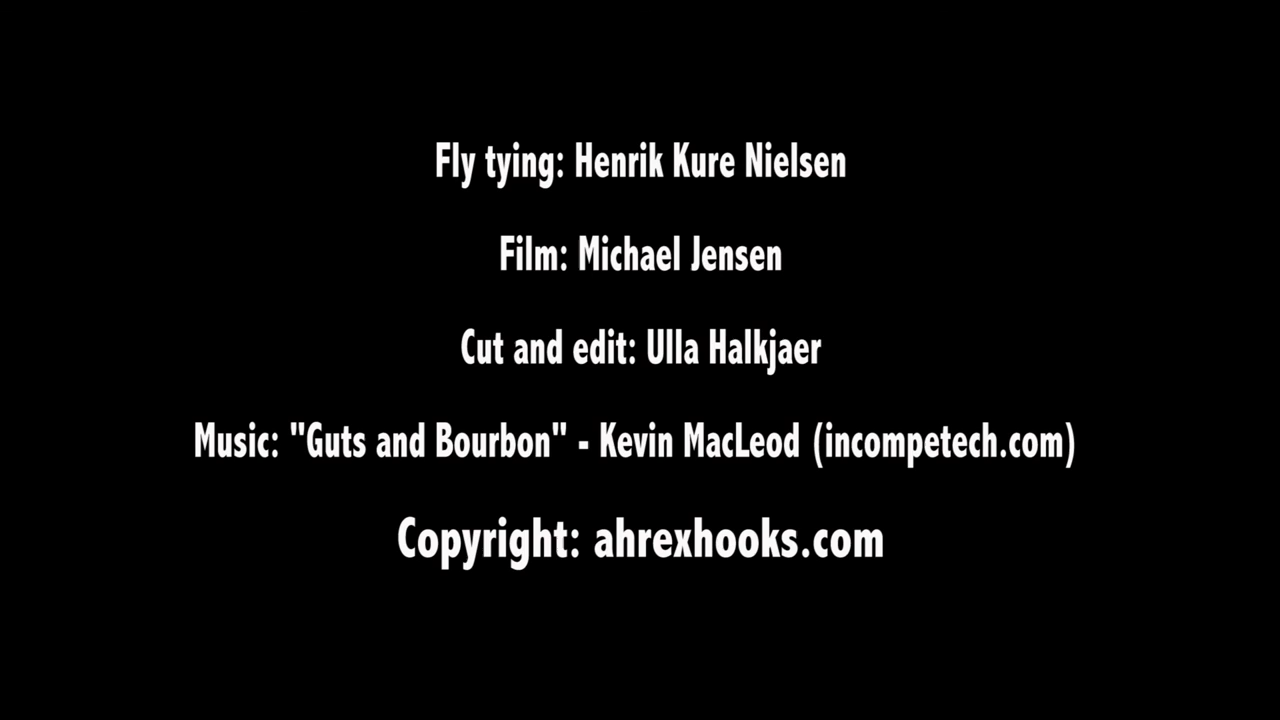 Fly tying: Henrik Kure Nielsen
Film: Michael Jensen
Cut and edit: Ulla Halkjaer
Music: "Guts and Bourbon" - Kevin MacLeod (incompetech.com)
Copyright: ahrexhooks.com